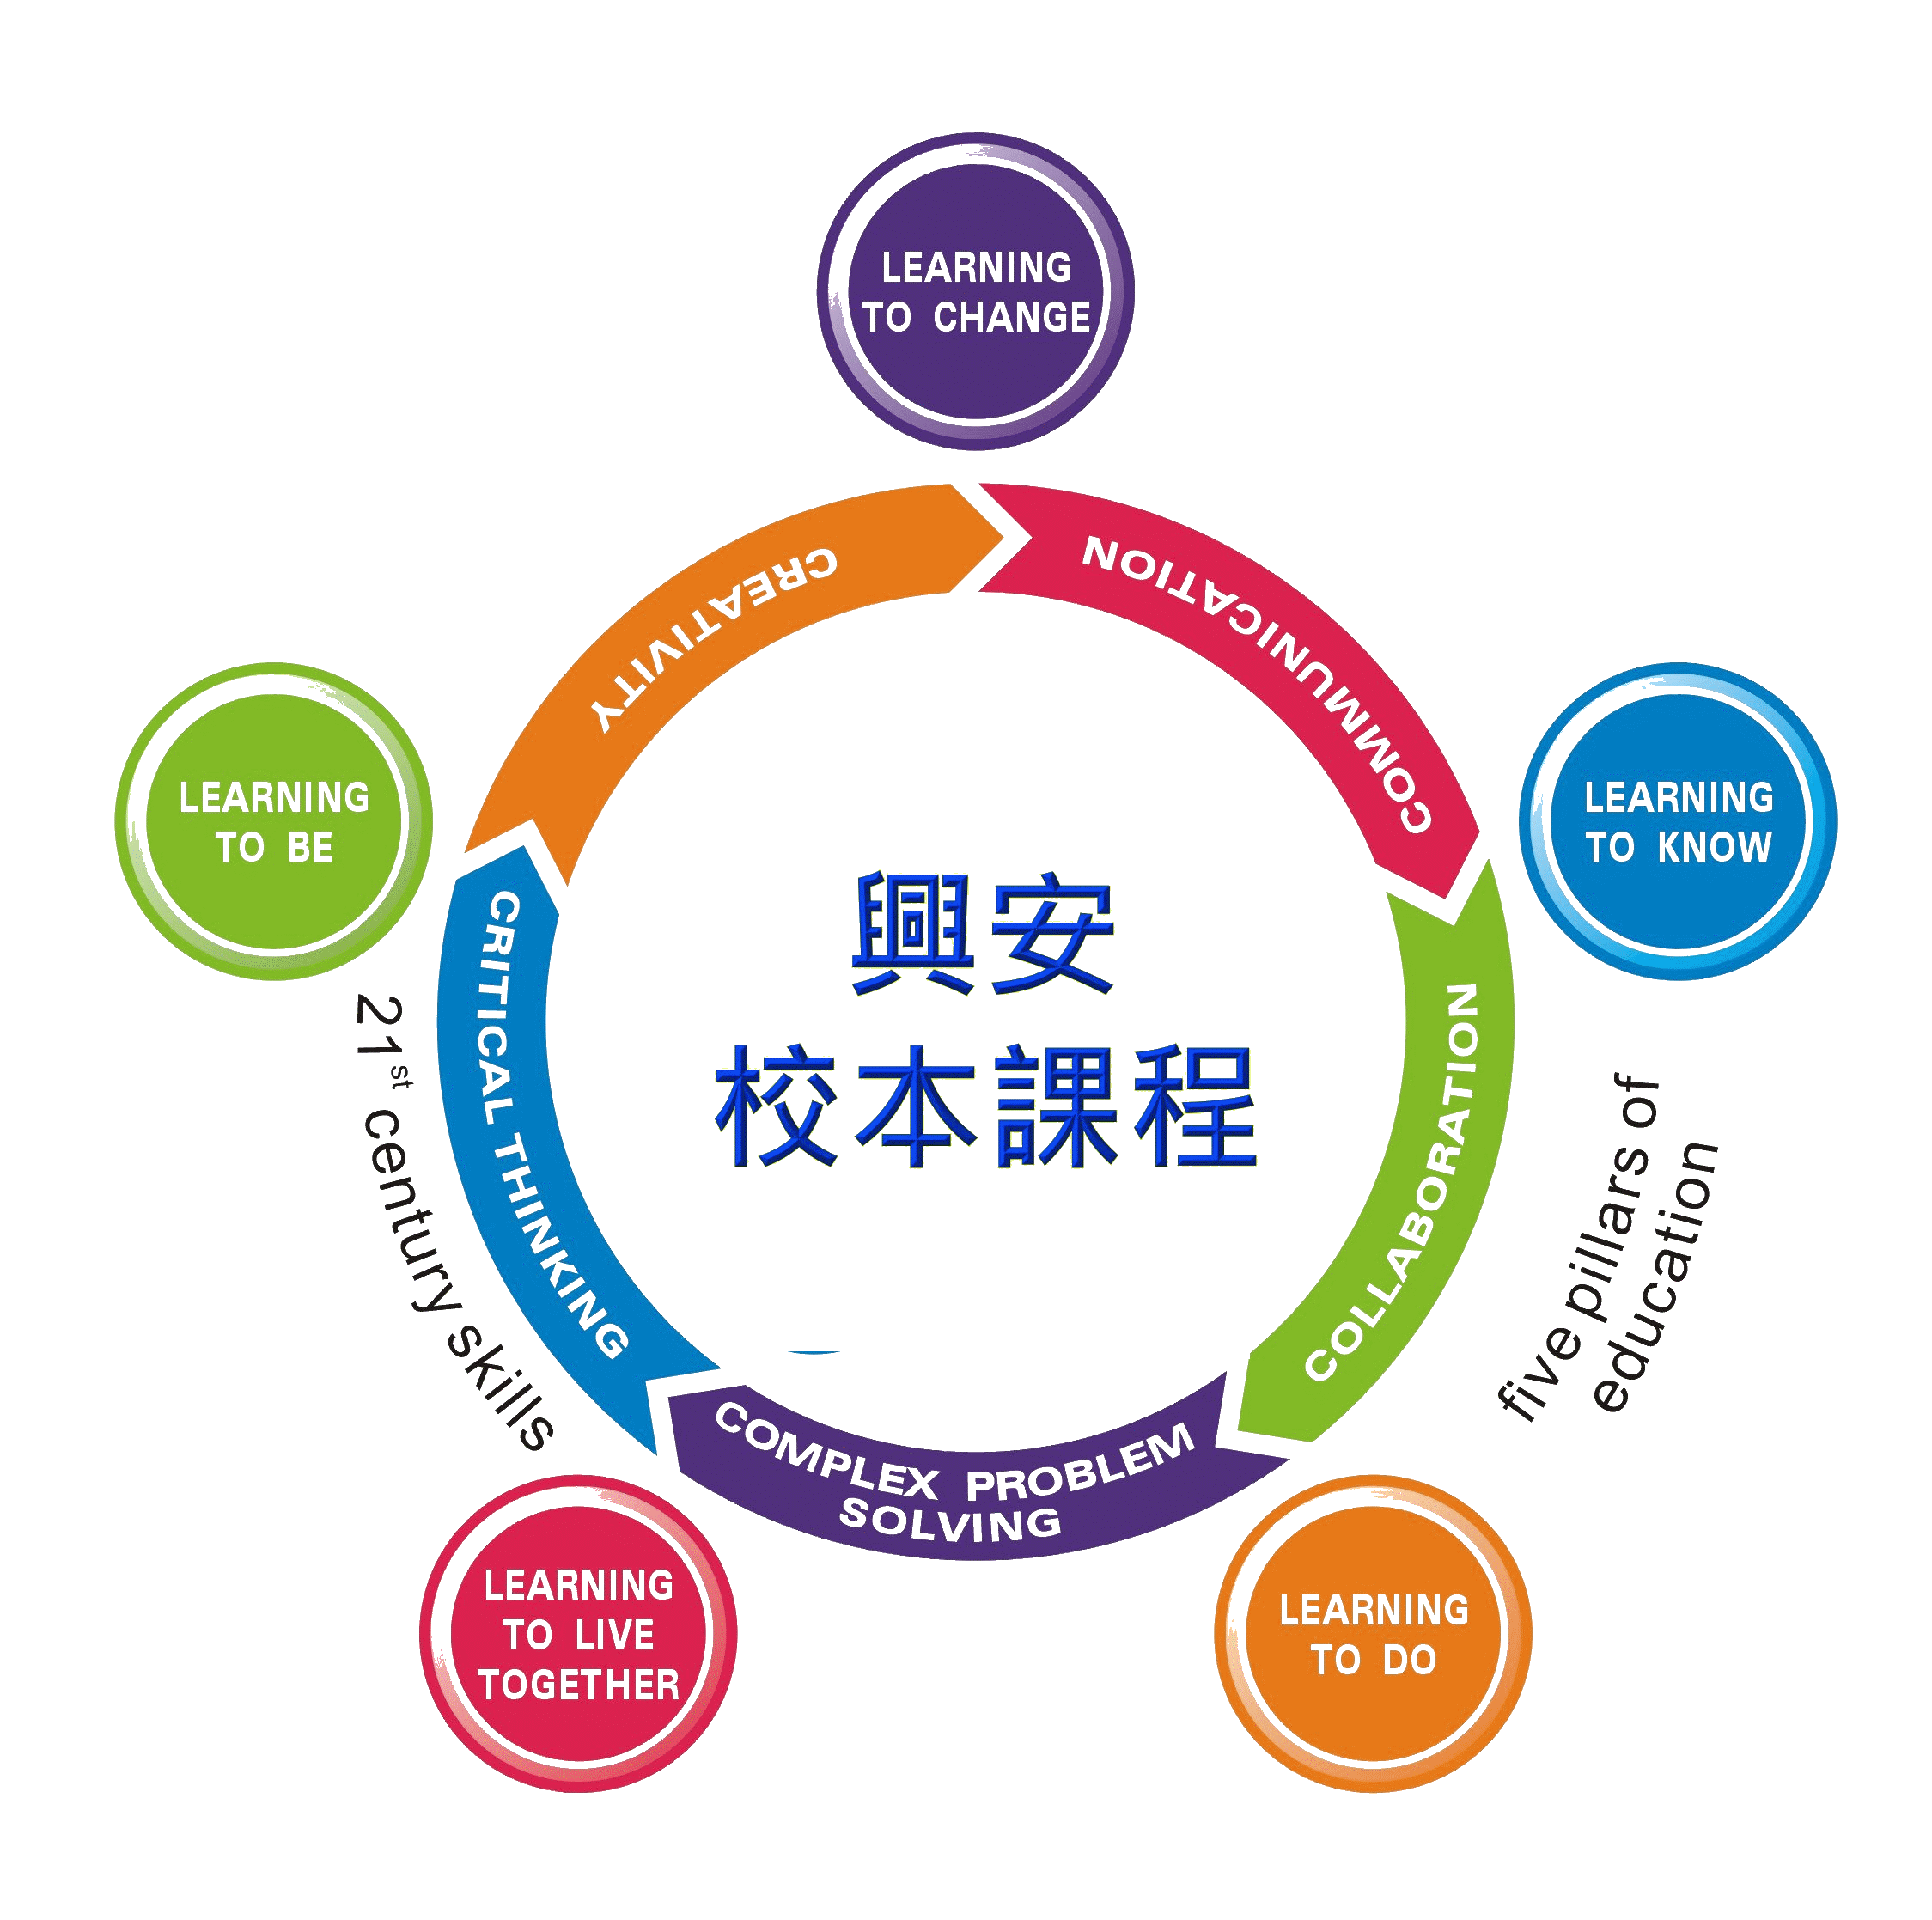 LEARNING
TO CHANGE
CREATIVITY
COMMUNICATION
LEARNING
TO BE
LEARNING
TO KNOW
興安
校本課程
CRITICAL THINKING
COLLABORATION
21st century skills
five pillars of
education
COMPLEX PROBLEM
SOLVING
LEARNING
TO LIVE
TOGETHER
LEARNING
TO DO